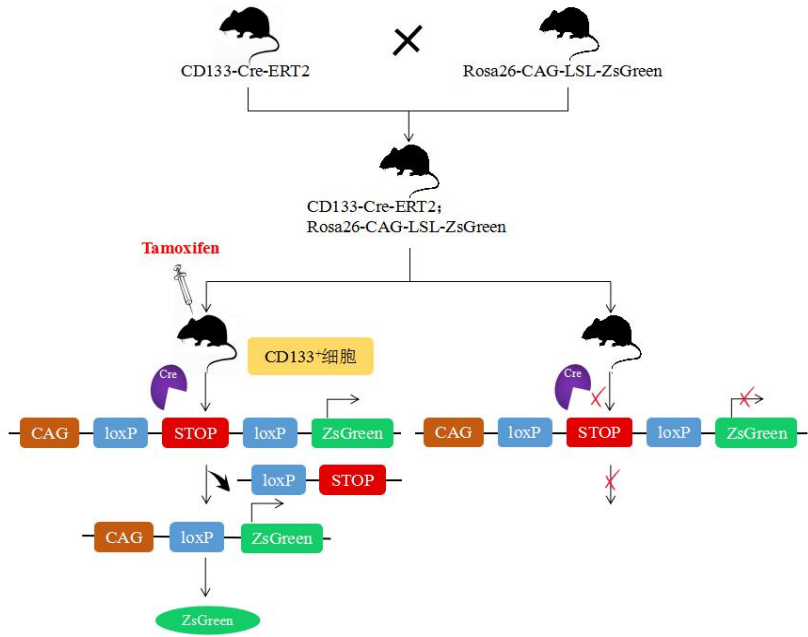 CD133-Cre-ERT2
Rosa26-CAG-LSL-ZsGreen
CD133-Cre-ERT2;
Rosa26-CAG-LSL-ZsGreen
Tamoxifen
CD133⁺细胞
Cre
Cre
CAG loxP STOP loxP ZsGreen
CAG loxP STOP loxP ZsGreen
loxP STOP
CAG loxP ZsGreen
ZsGreen